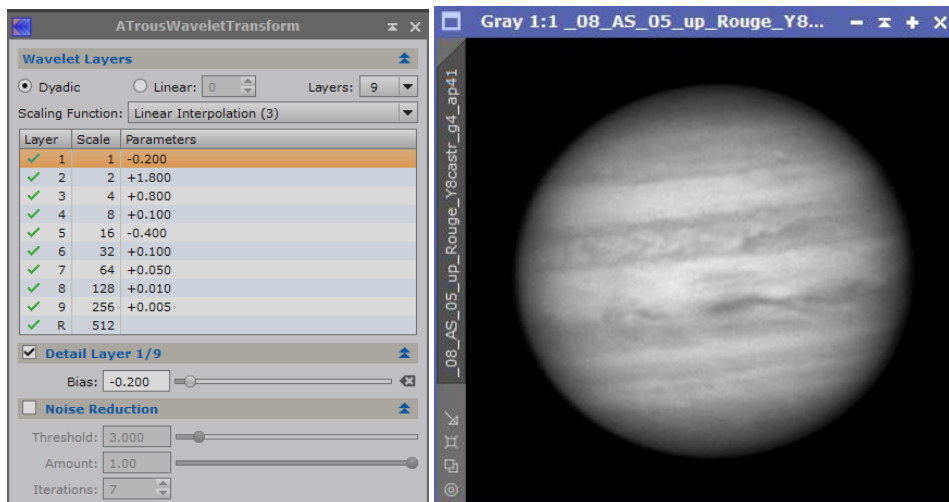 ATrousWaveletTransform
Wavelet Layers
Dyadic Linear: 0 Layers: 9
Scaling Function: Linear Interpolation (3)
Layer Scale Parameters
1 1 -0.200
2 2 +1.800
3 4 +0.800
4 8 +0.100
5 16 -0.400
6 32 +0.100
7 64 +0.050
8 128 +0.010
9 256 +0.005
R 512
Detail Layer 1/9
Bias: -0.200
Noise Reduction
Threshold: 3.000
Amount: 1.00
Iterations: 7
Gray 1:1 _08_AS_05_up_Rouge_Y8...
_08_AS_05_up_Rouge_Y8castr_g4_ap41